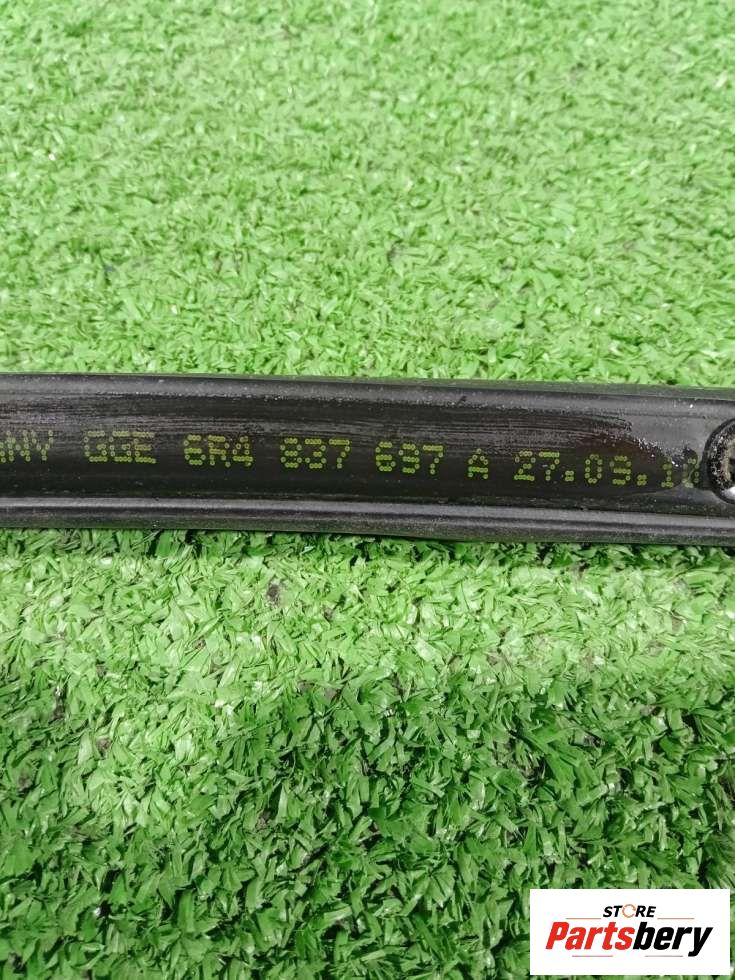 GGE 6R4 837 697 A 27.09.
STORE
Partsbery